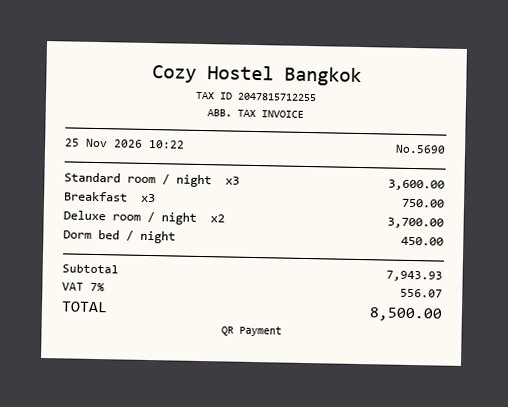 Cozy Hostel Bangkok
TAX ID 2047815712255
ABB. TAX INVOICE
25 Nov 2026 10:22 No.5690
Standard room / night x3 3,600.00
Breakfast x3 750.00
Deluxe room / night x2 3,700.00
Dorm bed / night 450.00
Subtotal 7,943.93
VAT 7% 556.07
TOTAL 8,500.00
QR Payment